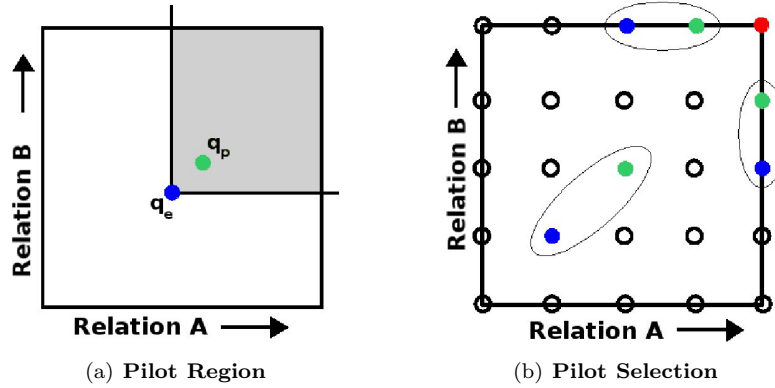 Relation B
q_p
q_e
Relation A
(a) Pilot Region
Relation B
Relation A
(b) Pilot Selection